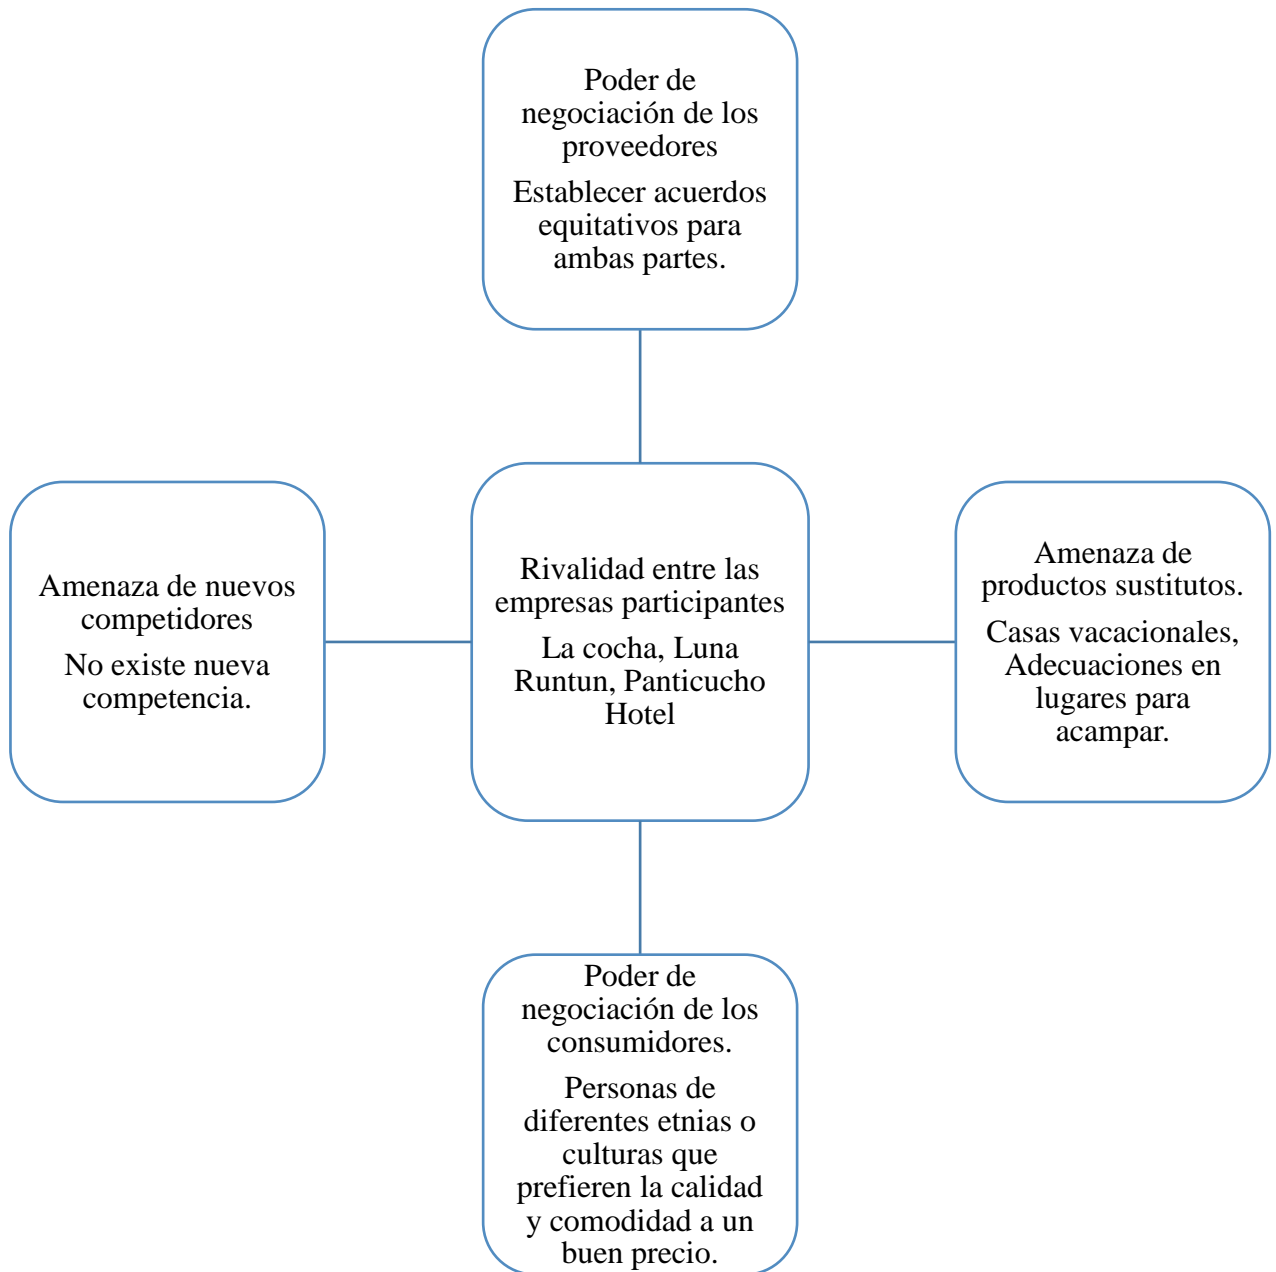 Poder de
negociación de los
proveedores
Establecer acuerdos
equitativos para
ambas partes.
Amenaza de nuevos
competidores
No existe nueva
competencia.
Rivalidad entre las
empresas participantes
La cocha, Luna
Runtun, Panticucho
Hotel
Amenaza de
productos sustitutos.
Casas vacacionales,
Adecuaciones en
lugares para
acampar.
Poder de
negociación de los
consumidores.
Personas de
diferentes etnias o
culturas que
prefieren la calidad
y comodidad a un
buen precio.